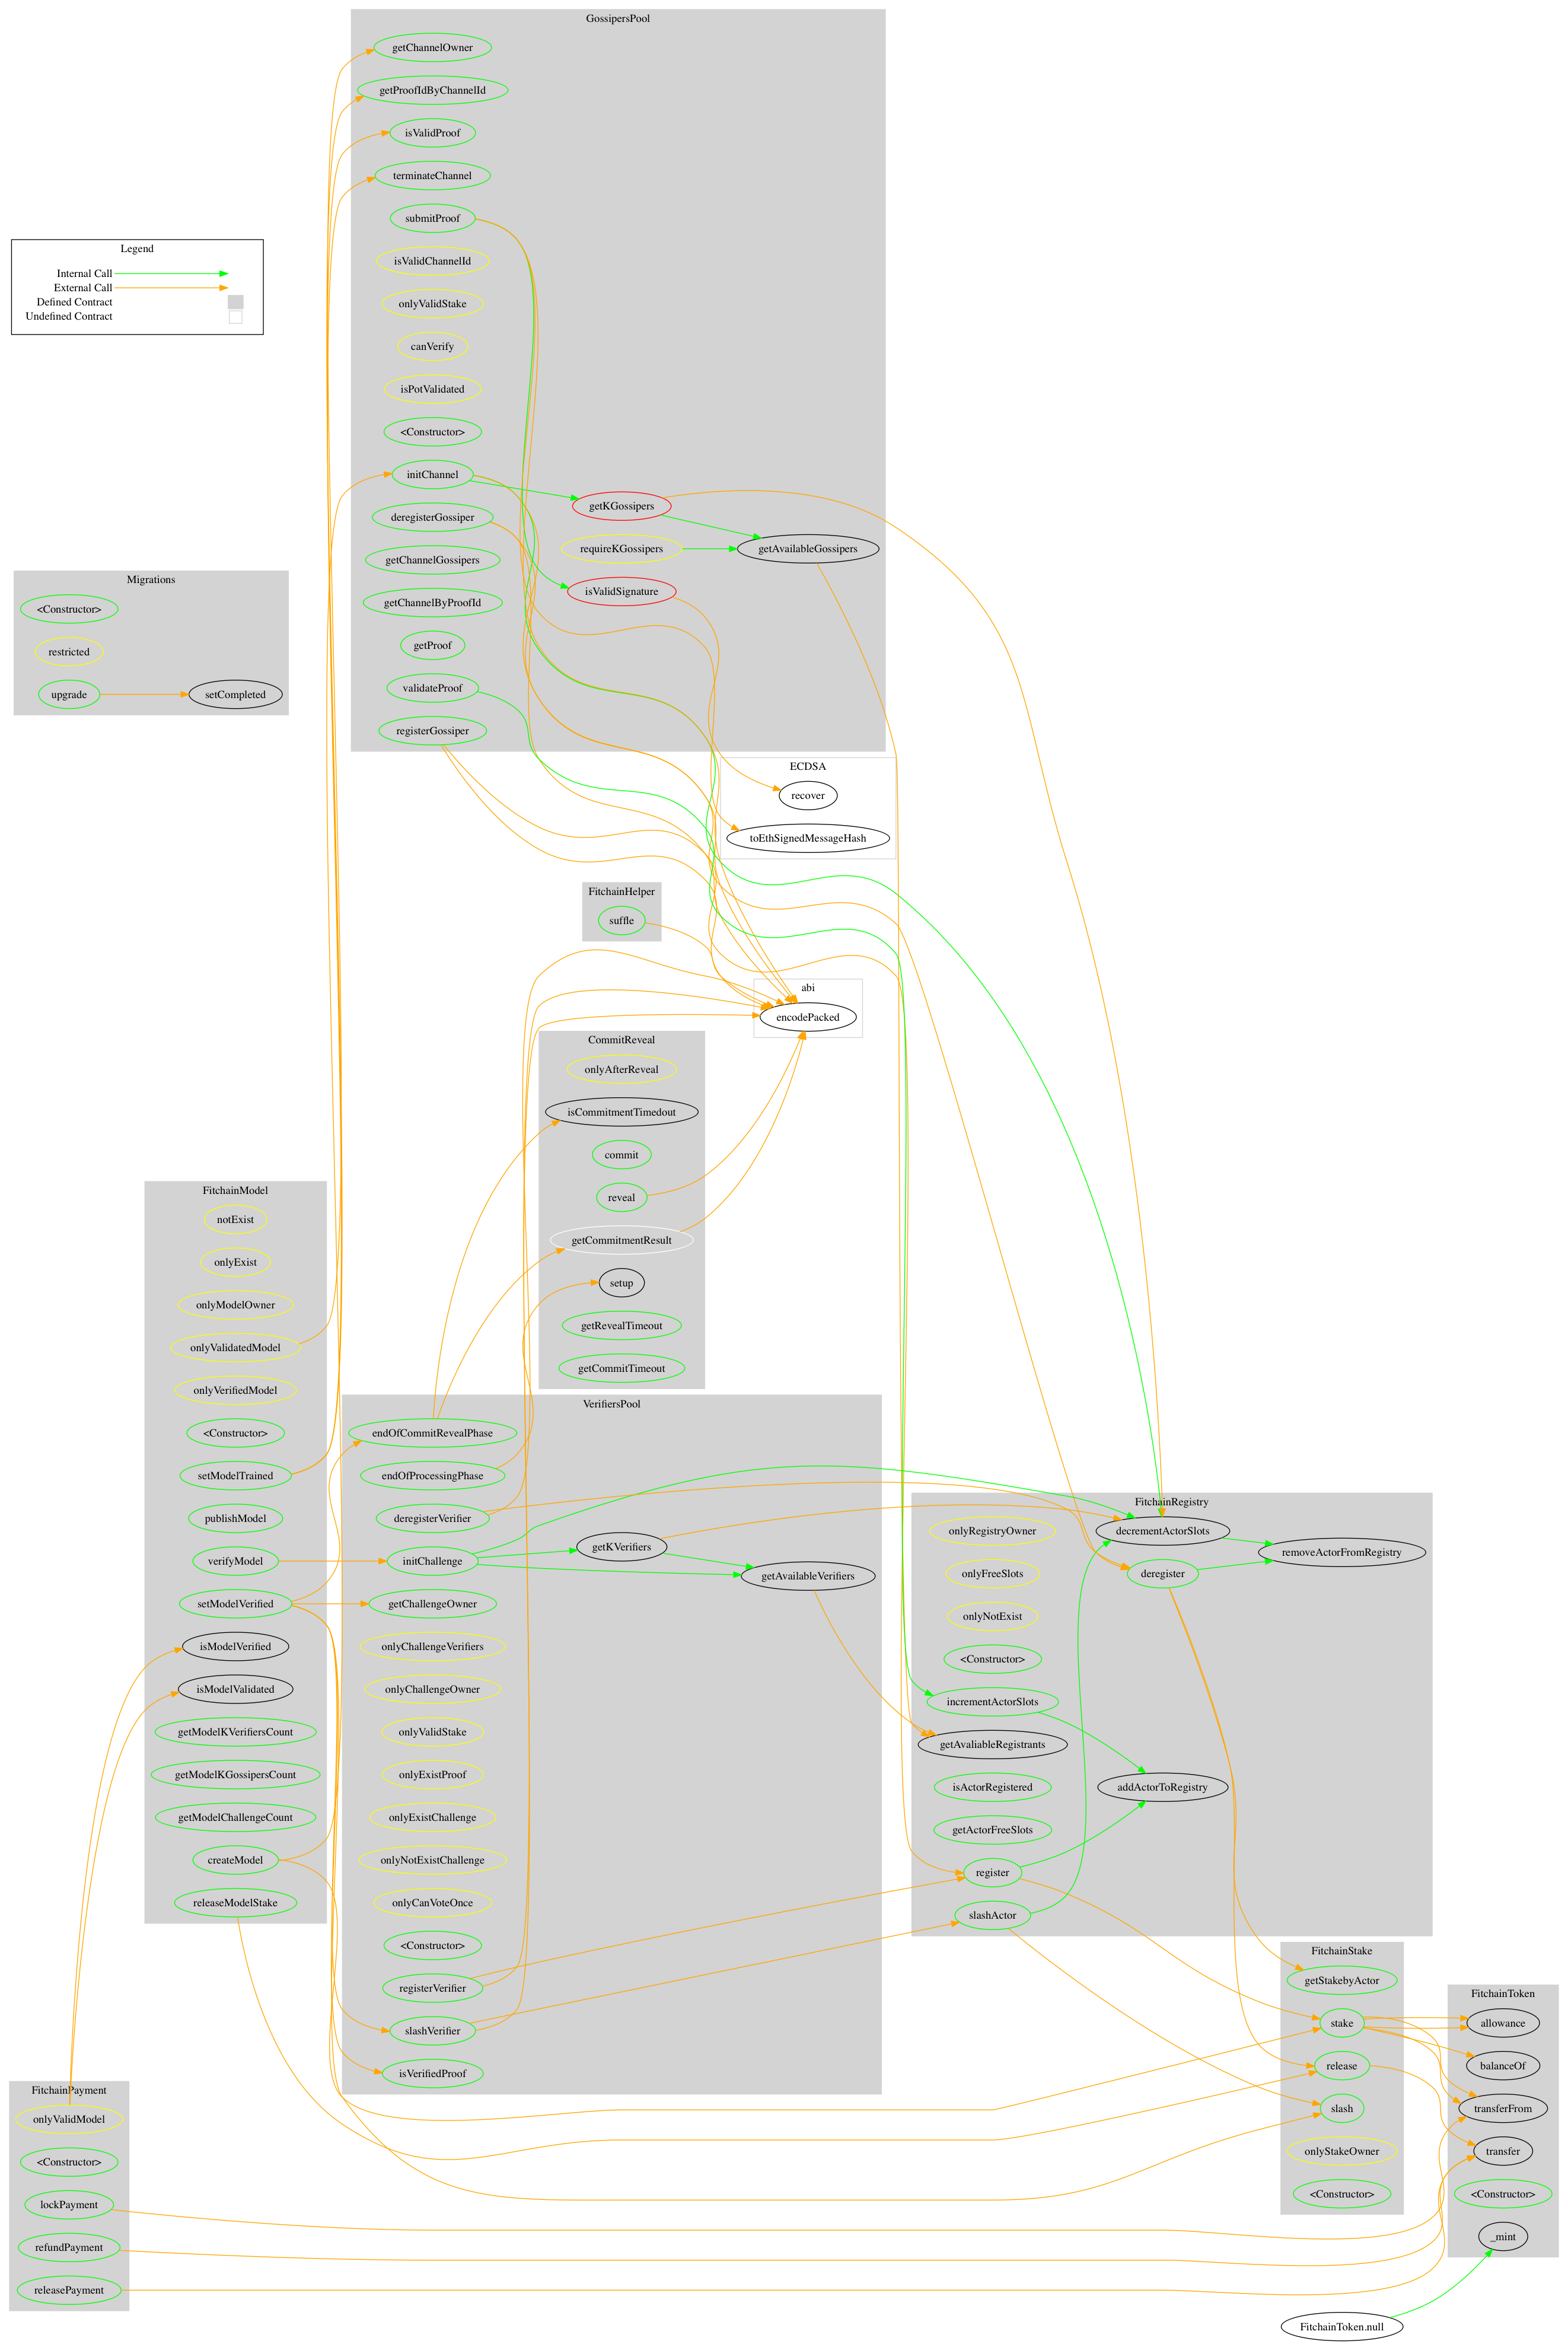 GossipersPool
getChannelOwner
getProofIdByChannelId
isValidProof
terminateChannel
submitProof
isValidChannelId
onlyValidStake
canVerify
isPotValidated
<Constructor>
initChannel
deregisterGossiper
getChannelGossipers
getChannelByProofId
getProof
validateProof
registerGossiper
getKGossipers
requireKGossipers
isValidSignature
getAvailableGossipers
Legend
Internal Call
External Call
Defined Contract
Undefined Contract
Migrations
<Constructor>
restricted
upgrade
setCompleted
ECDSA
recover
toEthSignedMessageHash
FitchainHelper
suffle
abi
encodePacked
CommitReveal
onlyAfterReveal
isCommitmentTimedout
commit
reveal
getCommitmentResult
setup
getRevealTimeout
getCommitTimeout
FitchainModel
notExist
onlyExist
onlyModelOwner
onlyValidatedModel
onlyVerifiedModel
<Constructor>
setModelTrained
publishModel
verifyModel
setModelVerified
isModelVerified
isModelValidated
getModelKVerifiersCount
getModelKGossipersCount
getModelChallengeCount
createModel
releaseModelStake
VerifiersPool
endOfCommitRevealPhase
endOfProcessingPhase
deregisterVerifier
initChallenge
getChallengeOwner
onlyChallengeVerifiers
onlyChallengeOwner
onlyValidStake
onlyExistProof
onlyExistChallenge
onlyNotExistChallenge
onlyCanVoteOnce
<Constructor>
registerVerifier
slashVerifier
isVerifiedProof
getKVerifiers
getAvailableVerifiers
FitchainRegistry
onlyRegistryOwner
onlyFreeSlots
onlyNotExist
<Constructor>
incrementActorSlots
getAvaliableRegistrants
isActorRegistered
getActorFreeSlots
register
slashActor
decrementActorSlots
deregister
addActorToRegistry
removeActorFromRegistry
FitchainStake
getStakebyActor
stake
release
slash
onlyStakeOwner
<Constructor>
FitchainToken
allowance
balanceOf
transferFrom
transfer
<Constructor>
_mint
FitchainPayment
onlyValidModel
<Constructor>
lockPayment
refundPayment
releasePayment
FitchainToken.null